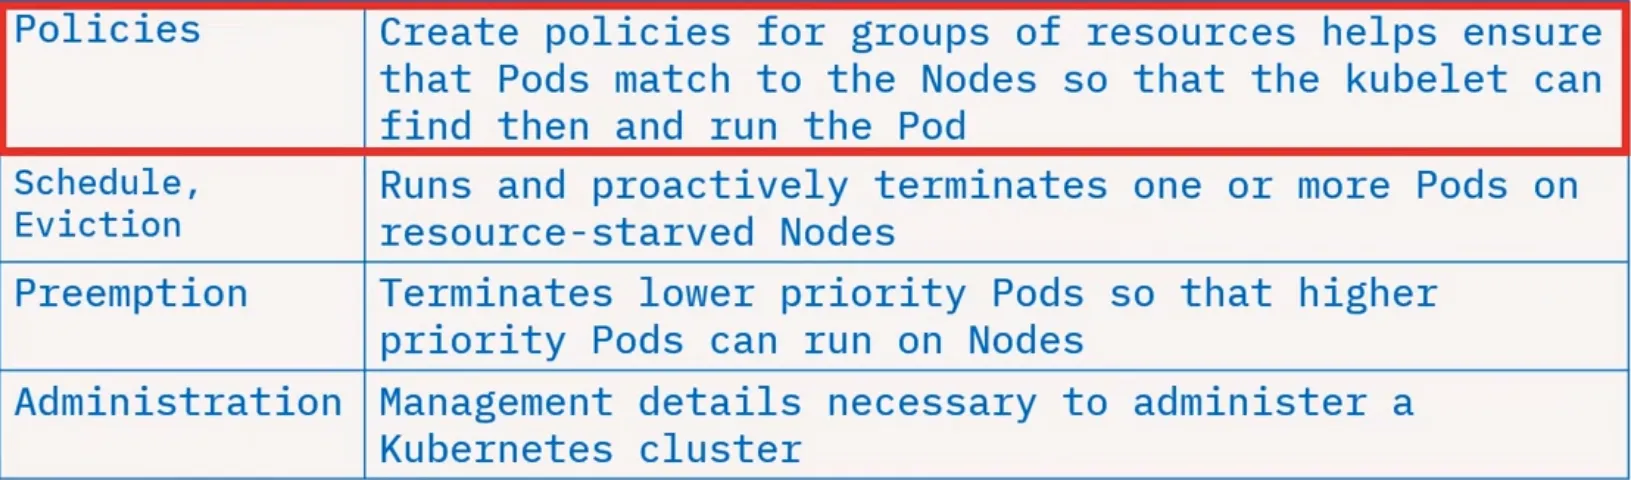 Policies
Create policies for groups of resources helps ensure
that Pods match to the Nodes so that the kubelet can
find then and run the Pod
Schedule,
Eviction
Runs and proactively terminates one or more Pods on
resource-starved Nodes
Preemption
Terminates lower priority Pods so that higher
priority Pods can run on Nodes
Administration
Management details necessary to administer a
Kubernetes cluster